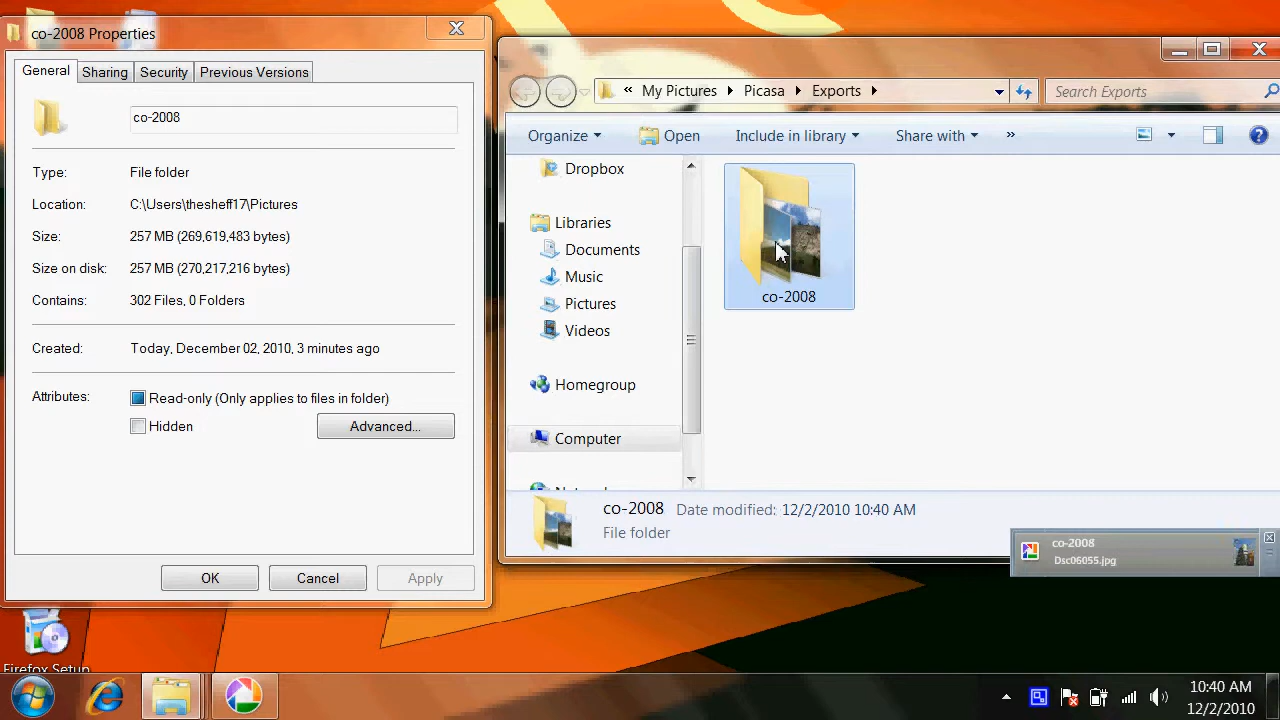 co-2008 Properties
General
Sharing
Security
Previous Versions
co-2008
Type:
File folder
Location:
C:\Users\thesheff17\Pictures
Size:
257 MB (269,619,483 bytes)
Size on disk:
257 MB (270,217,216 bytes)
Contains:
302 Files, 0 Folders
Created:
Today, December 02, 2010, 3 minutes ago
Attributes:
Read-only (Only applies to files in folder)
Hidden
Advanced...
OK
Cancel
Apply
« My Pictures
Picasa
Exports
Search Exports
Organize
Open
Include in library
Share with
»
Dropbox
Libraries
Documents
Music
Pictures
Videos
Homegroup
Computer
co-2008
co-2008
Date modified: 12/2/2010 10:40 AM
File folder
co-2008
Dsc06055.jpg
Firefox Setup
10:40 AM
12/2/2010